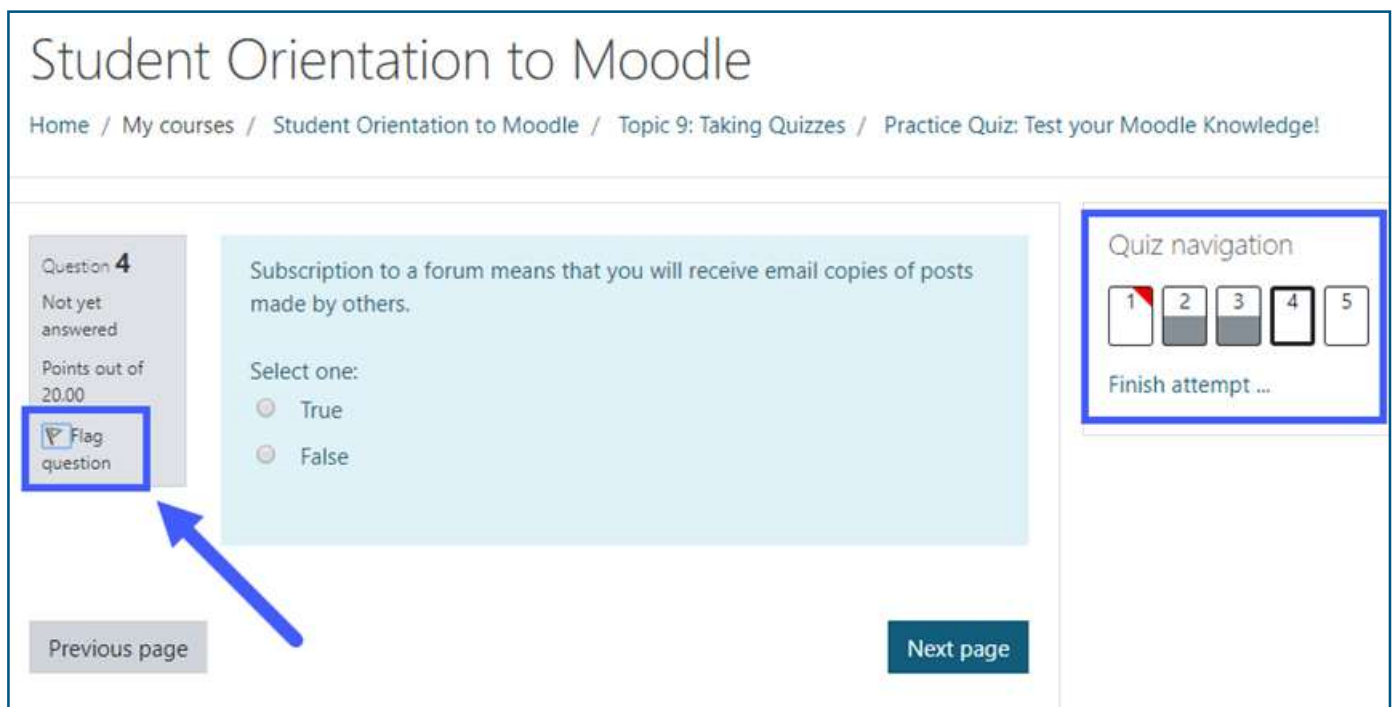 Student Orientation to Moodle
Home / My courses / Student Orientation to Moodle / Topic 9: Taking Quizzes / Practice Quiz: Test your Moodle Knowledge!
Question 4
Not yet
answered
Points out of
20.00
Flag
question
Subscription to a forum means that you will receive email copies of posts
made by others.
Select one:
True
False
Previous page
Next page
Quiz navigation
1 2 3 4 5
Finish attempt ...